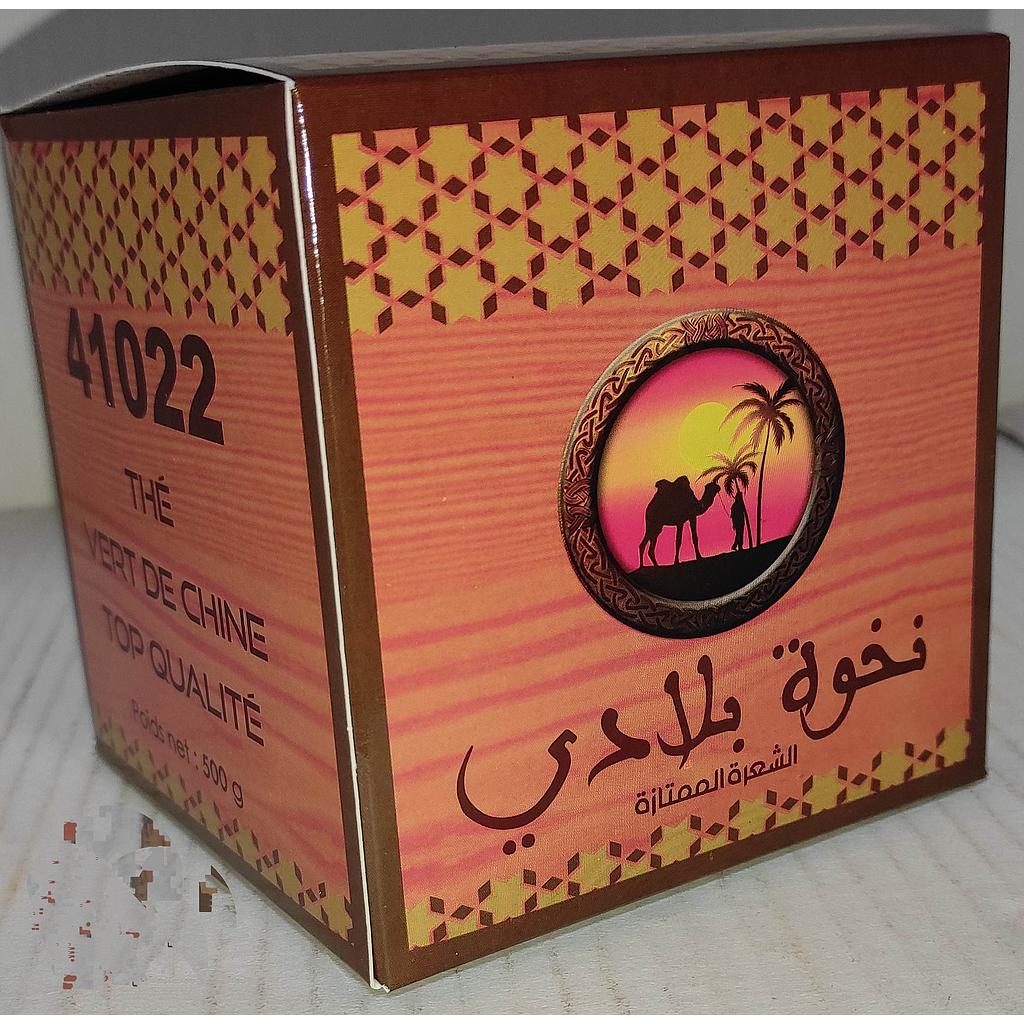 41022
THÉ
VERT DE CHINE
TOP QUALITÉ
Poids net : 500 g
نخوة بلادي
الشعرة الممتازة